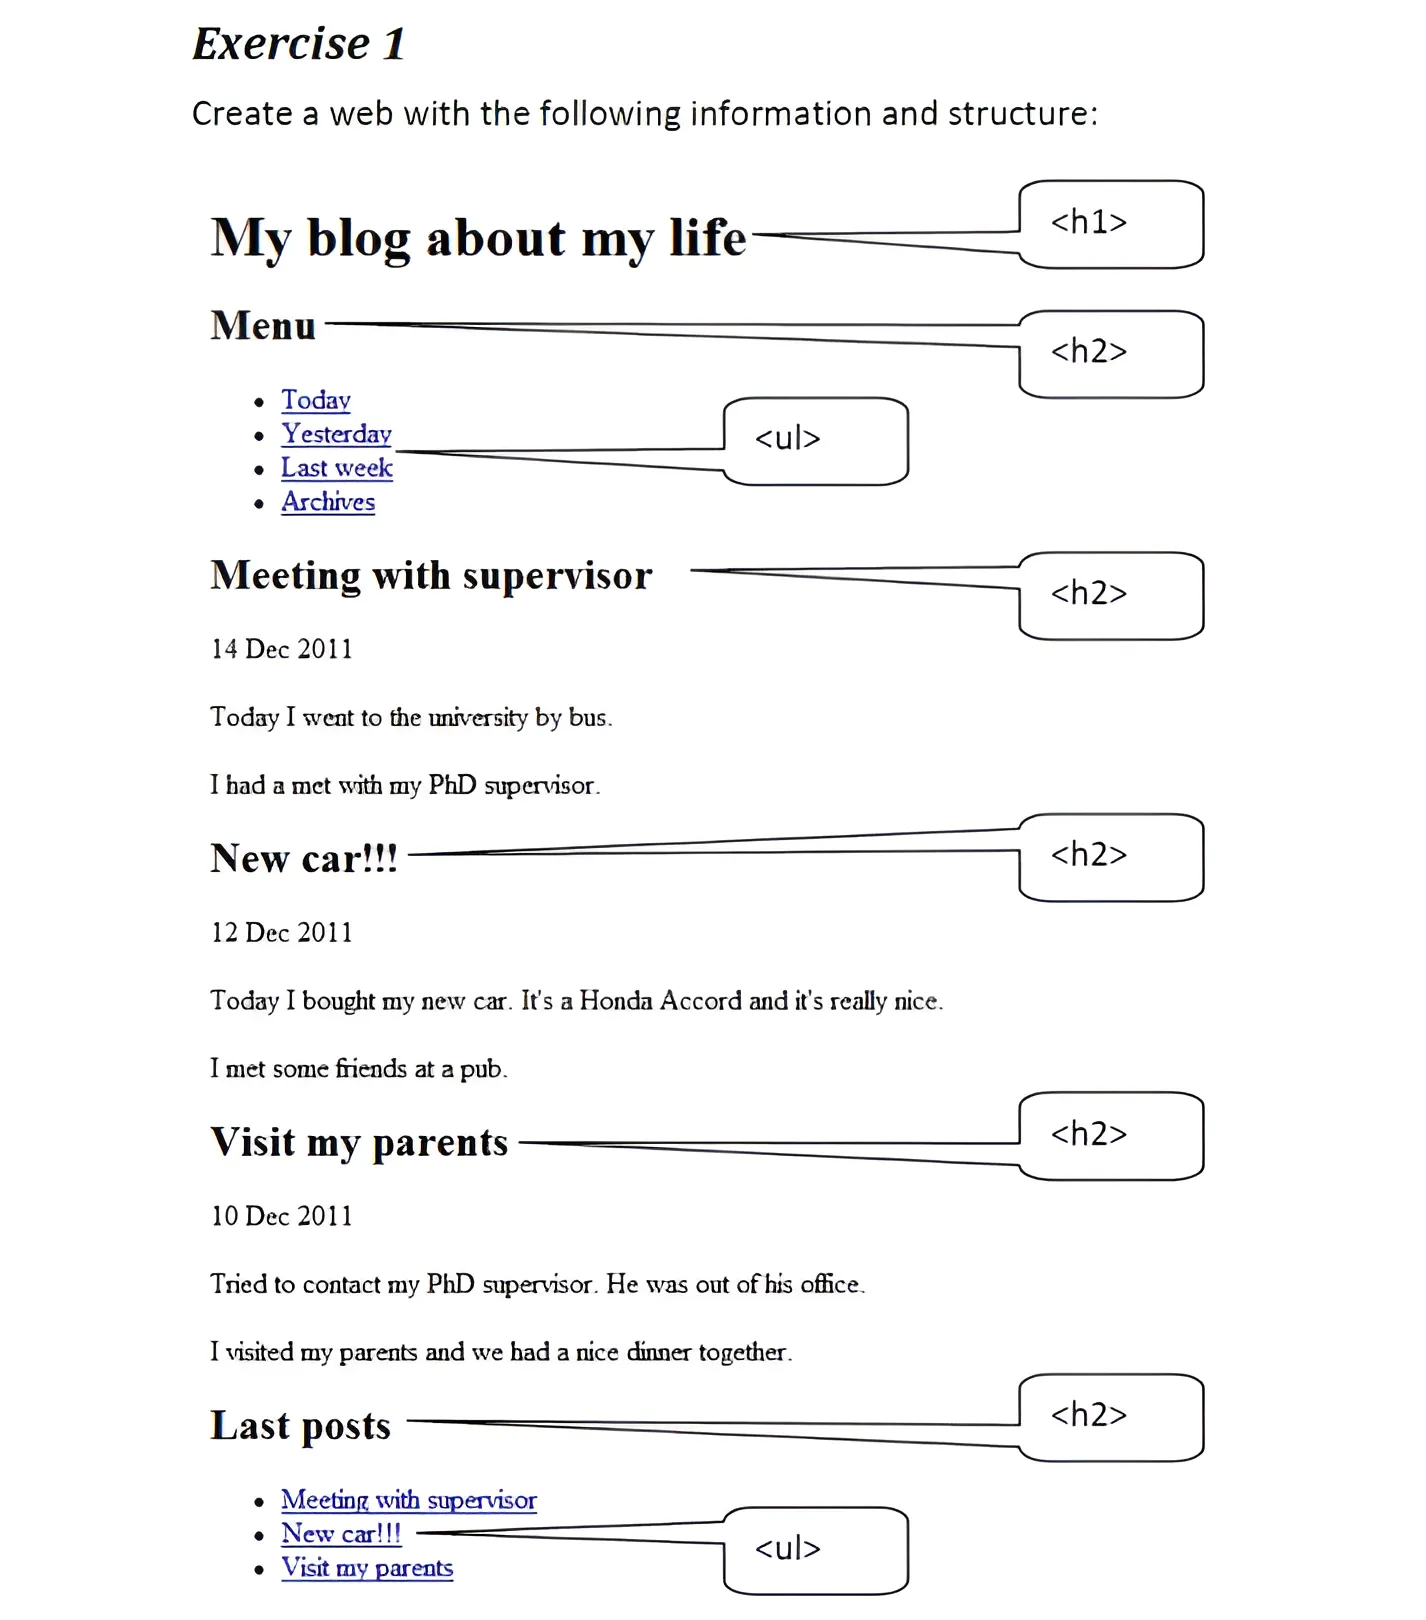 Exercise 1
Create a web with the following information and structure:
My blog about my life
<h1>
Menu
<h2>
• Today
• Yesterday
• Last week
• Archives
<ul>
Meeting with supervisor
<h2>
14 Dec 2011
Today I went to the university by bus.
I had a met with my PhD supervisor.
New car!!!
<h2>
12 Dec 2011
Today I bought my new car. It's a Honda Accord and it's really nice.
I met some friends at a pub.
Visit my parents
<h2>
10 Dec 2011
Tried to contact my PhD supervisor. He was out of his office.
I visited my parents and we had a nice dinner together.
Last posts
<h2>
• Meeting with supervisor
• New car!!!
• Visit my parents
<ul>